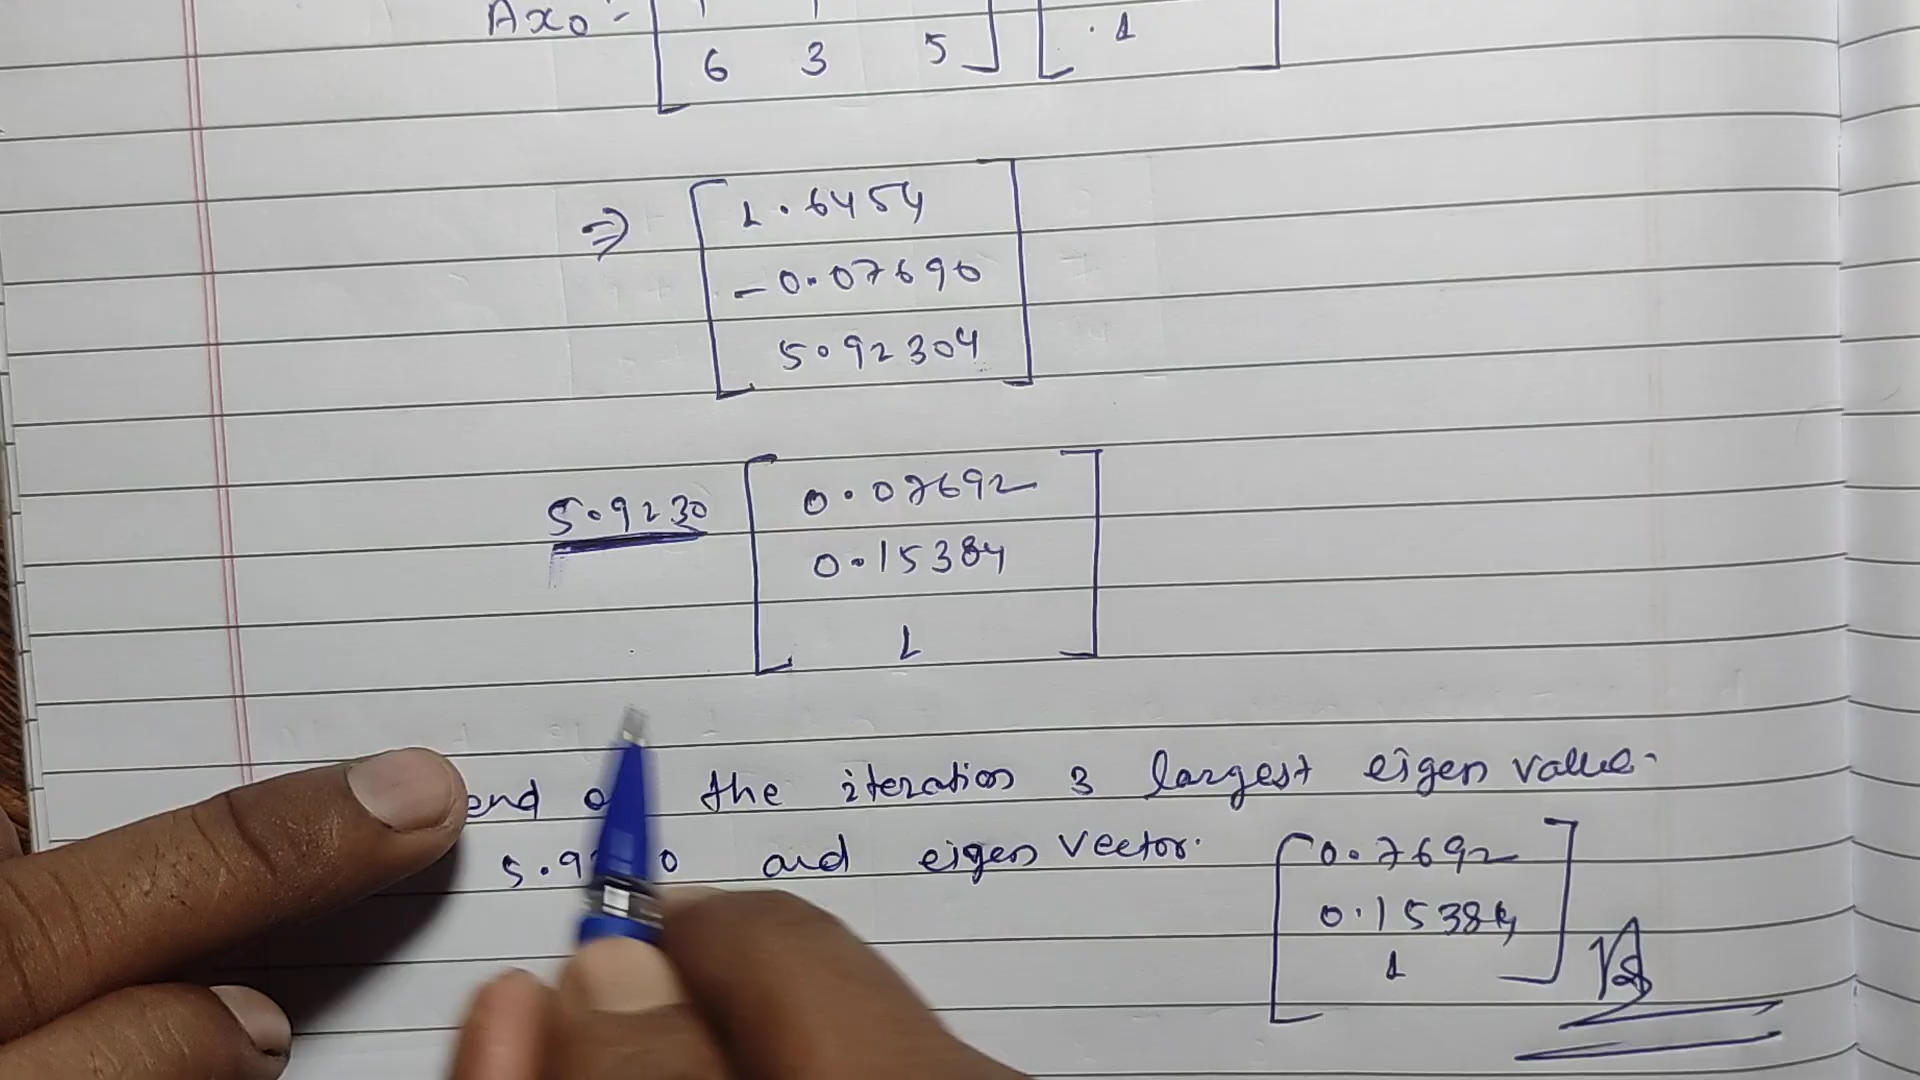 Ax₀ =
6 3 5 .1
⇒ 1.6454
-0.07690
5.92304
5.9230 0.07692
0.15384
1
end the iteration 3 largest eigen value.
and eigen vector. 0.7692
0.15384
1